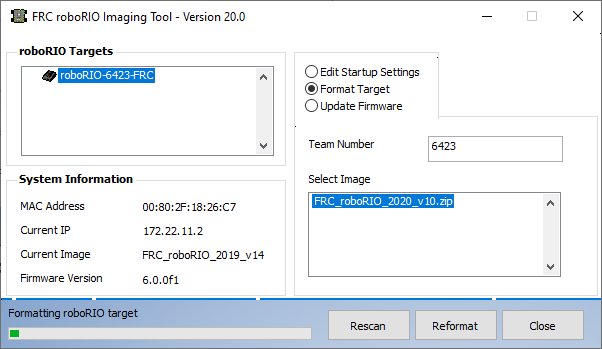 FRC roboRIO Imaging Tool - Version 20.0
roboRIO Targets
roboRIO-6423-FRC
Edit Startup Settings
Format Target
Update Firmware
Team Number
6423
Select Image
FRC_roboRIO_2020_v10.zip
System Information
MAC Address 00:80:2F:18:26:C7
Current IP 172.22.11.2
Current Image FRC_roboRIO_2019_v14
Firmware Version 6.0.0f1
Formatting roboRIO target
Rescan
Reformat
Close